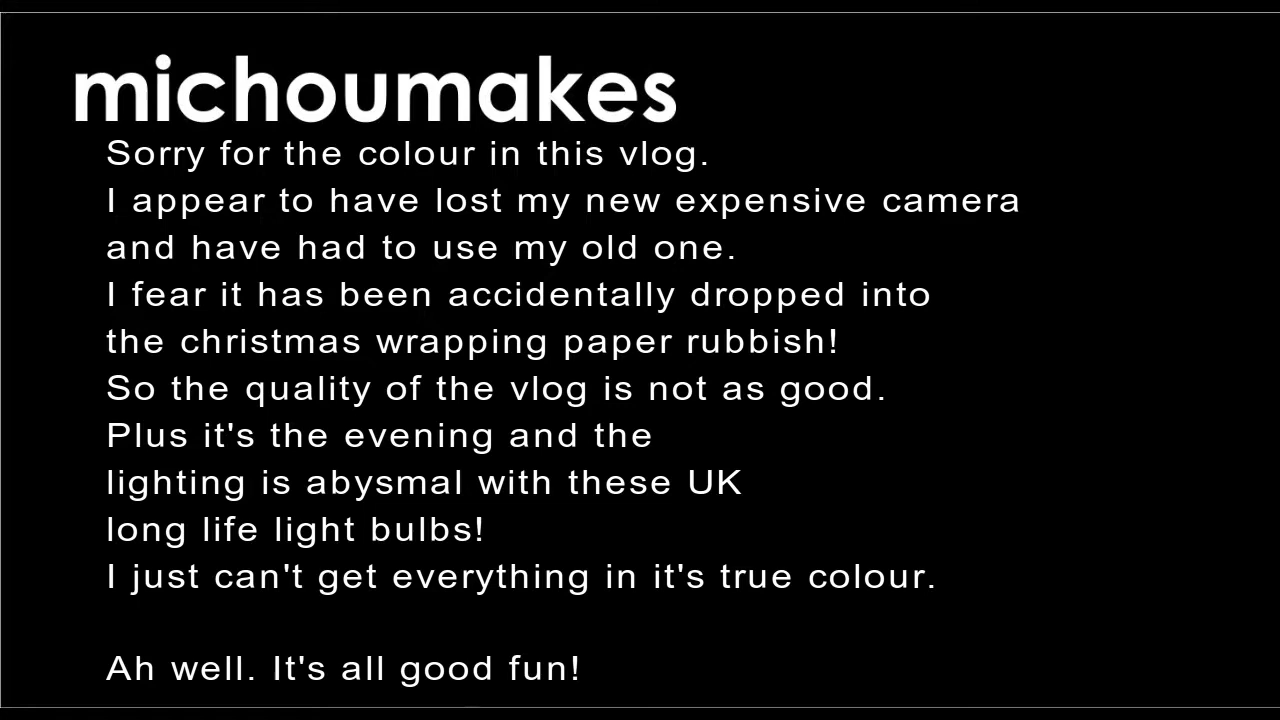 michoumakes
Sorry for the colour in this vlog.
I appear to have lost my new expensive camera
and have had to use my old one.
I fear it has been accidentally dropped into
the christmas wrapping paper rubbish!
So the quality of the vlog is not as good.
Plus it's the evening and the
lighting is abysmal with these UK
long life light bulbs!
I just can't get everything in it's true colour.
Ah well. It's all good fun!